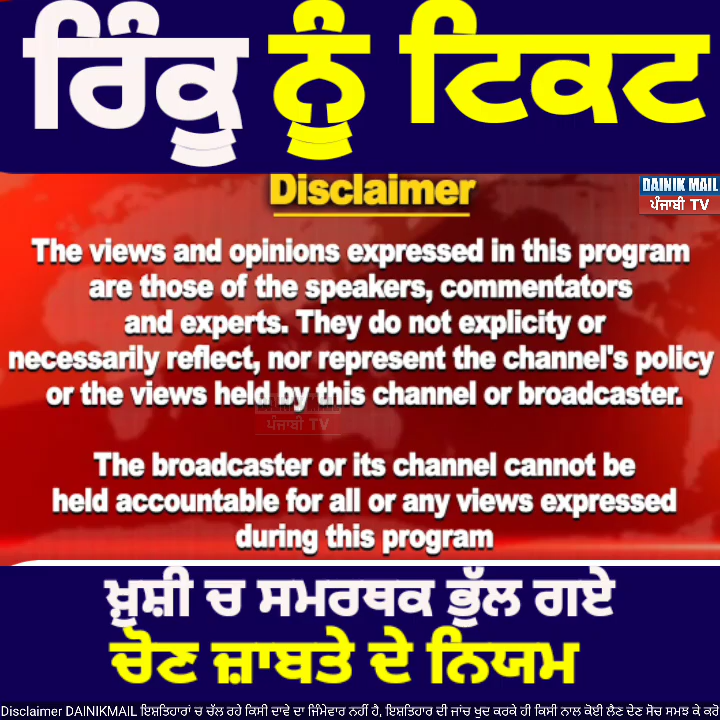 ਰਿੰਕੂ ਨੂੰ ਟਿਕਟ
Disclaimer
DAINIK MAIL
ਪੰਜਾਬੀ TV
The views and opinions expressed in this program
are those of the speakers, commentators
and experts. They do not explicity or
necessarily reflect, nor represent the channel's policy
or the views held by this channel or broadcaster.
DAINIK MAIL
ਪੰਜਾਬੀ TV
The broadcaster or its channel cannot be
held accountable for all or any views expressed
during this program
ਖ਼ੁਸ਼ੀ ਚ ਸਮਰਥਕ ਭੁੱਲ ਗਏ
ਚੋਣ ਜ਼ਾਬਤੇ ਦੇ ਨਿਯਮ
Disclaimer DAINIKMAIL ਇਸ਼ਤਿਹਾਰਾਂ ਚ ਚੱਲ ਰਹੇ ਕਿਸੀ ਦਾਵੇ ਦਾ ਜਿੰਮੇਵਾਰ ਨਹੀਂ ਹੈ, ਇਸ਼ਤਿਹਾਰ ਦੀ ਜਾਂਚ ਖੁਦ ਕਰਕੇ ਹੀ ਕਿਸੀ ਨਾਲ ਕੋਈ ਲੈਣ ਦੇਣ ਸੋਚ ਸਮਝ ਕੇ ਕਰੋ